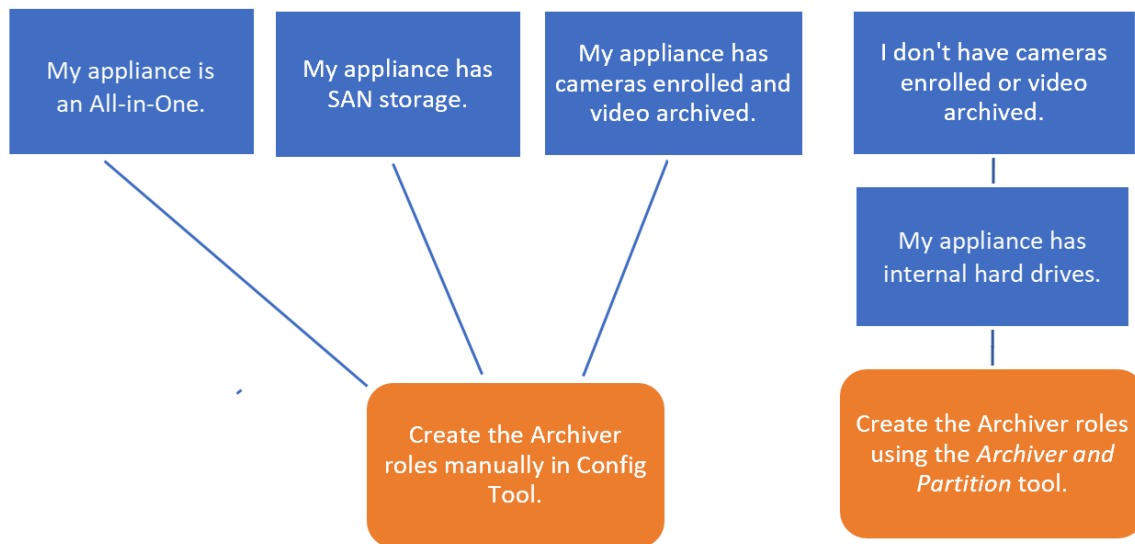 My appliance is
an All-in-One.
My appliance has
SAN storage.
My appliance has
cameras enrolled and
video archived.
I don't have cameras
enrolled or video
archived.
My appliance has
internal hard drives.
Create the Archiver
roles manually in Config
Tool.
Create the Archiver roles
using the Archiver and
Partition tool.